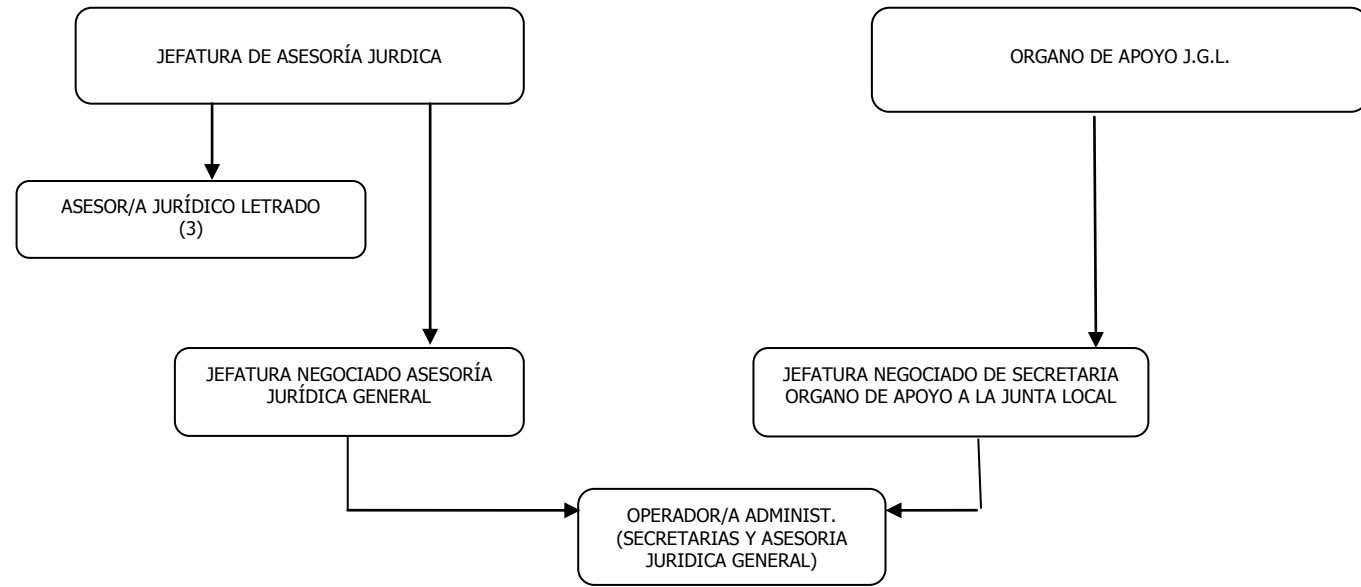 JEFATURA DE ASESORÍA JURDICA
ORGANO DE APOYO J.G.L.
ASESOR/A JURÍDICO LETRADO
(3)
JEFATURA NEGOCIADO ASESORÍA
JURÍDICA GENERAL
JEFATURA NEGOCIADO DE SECRETARIA
ORGANO DE APOYO A LA JUNTA LOCAL
OPERADOR/A ADMINIST.
(SECRETARIAS Y ASESORIA
JURIDICA GENERAL)